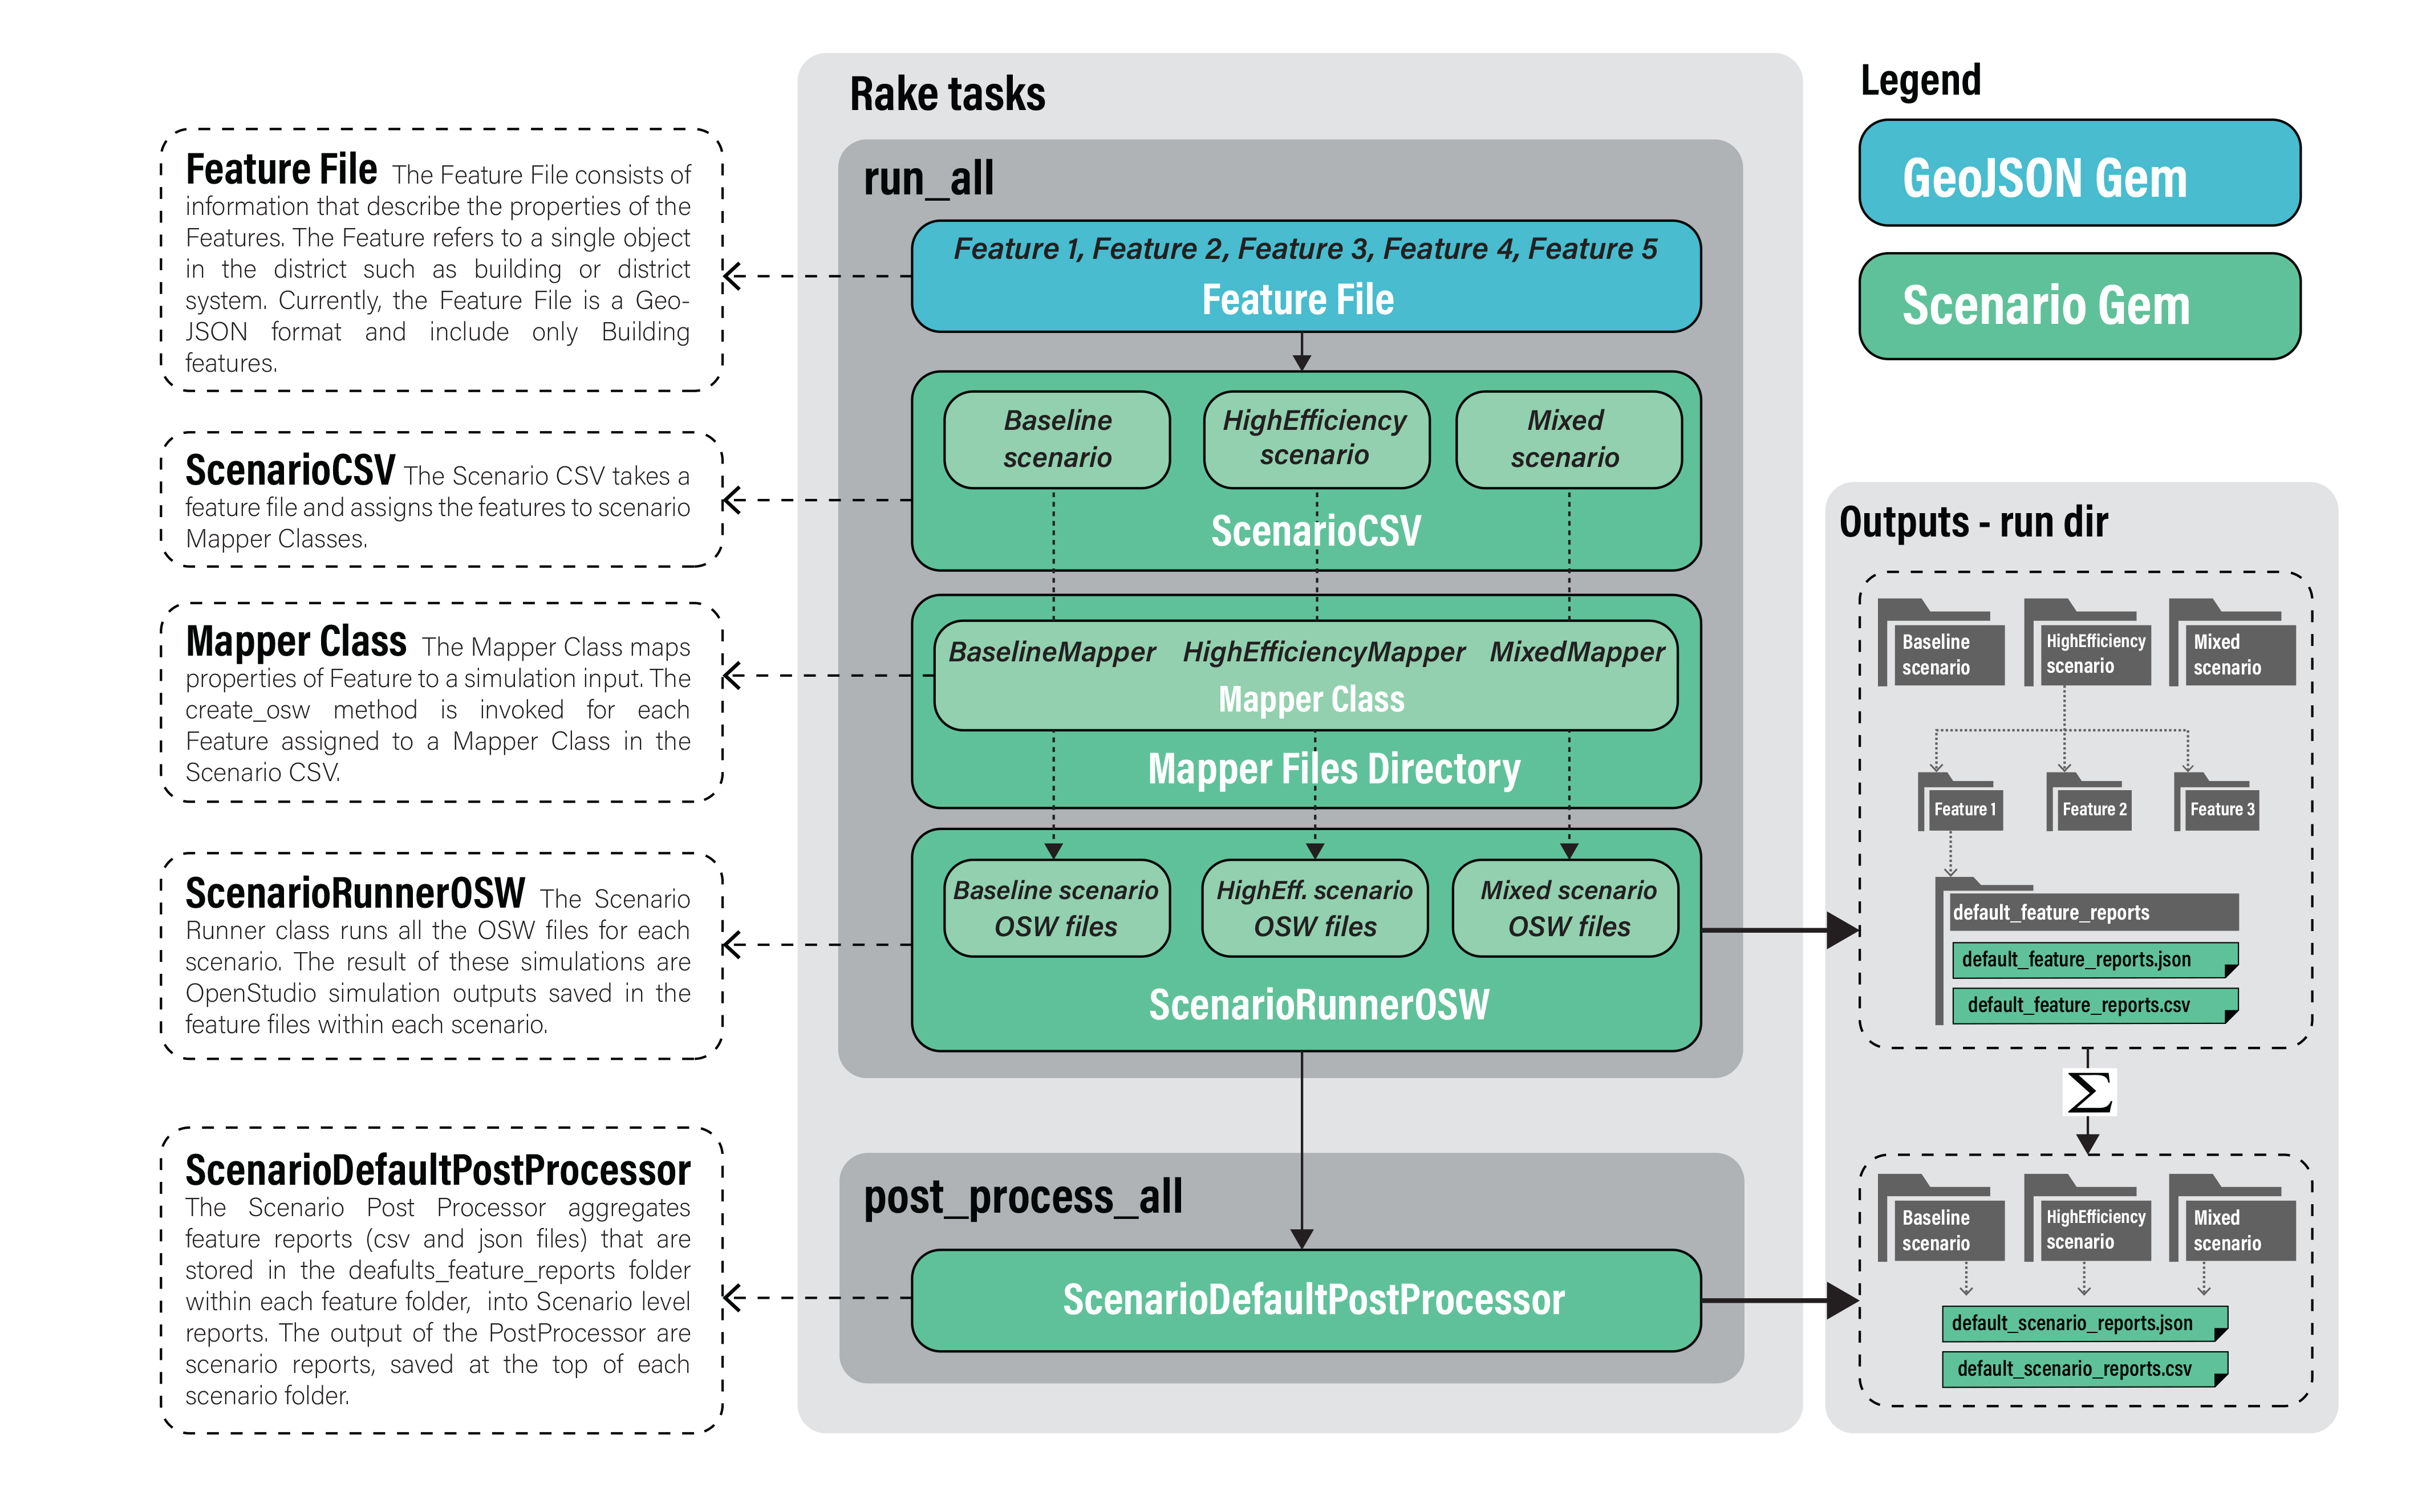 Feature File The Feature File consists of
information that describe the properties of the
Features. The Feature refers to a single object
in the district such as building or district
system. Currently, the Feature File is a Geo-
JSON format and include only Building
features.
ScenarioCSV The Scenario CSV takes a
feature file and assigns the features to scenario
Mapper Classes.
Mapper Class The Mapper Class maps
properties of Feature to a simulation input. The
create_osw method is invoked for each
Feature assigned to a Mapper Class in the
Scenario CSV.
ScenarioRunnerOSW The Scenario
Runner class runs all the OSW files for each
scenario. The result of these simulations are
OpenStudio simulation outputs saved in the
feature files within each scenario.
ScenarioDefaultPostProcessor
The Scenario Post Processor aggregates
feature reports (csv and json files) that are
stored in the deafults_feature_reports folder
within each feature folder, into Scenario level
reports. The output of the PostProcessor are
scenario reports, saved at the top of each
scenario folder.
Rake tasks
run_all
Feature 1, Feature 2, Feature 3, Feature 4, Feature 5
Feature File
Baseline
scenario
HighEfficiency
scenario
Mixed
scenario
ScenarioCSV
BaselineMapper HighEfficiencyMapper MixedMapper
Mapper Class
Mapper Files Directory
Baseline scenario
OSW files
HighEff. scenario
OSW files
Mixed scenario
OSW files
ScenarioRunnerOSW
post_process_all
ScenarioDefaultPostProcessor
Legend
GeoJSON Gem
Scenario Gem
Outputs - run dir
Baseline
scenario
HighEfficiency
scenario
Mixed
scenario
Feature 1
Feature 2
Feature 3
default_feature_reports
default_feature_reports.json
default_feature_reports.csv
Σ
Baseline
scenario
HighEfficiency
scenario
Mixed
scenario
default_scenario_reports.json
default_scenario_reports.csv